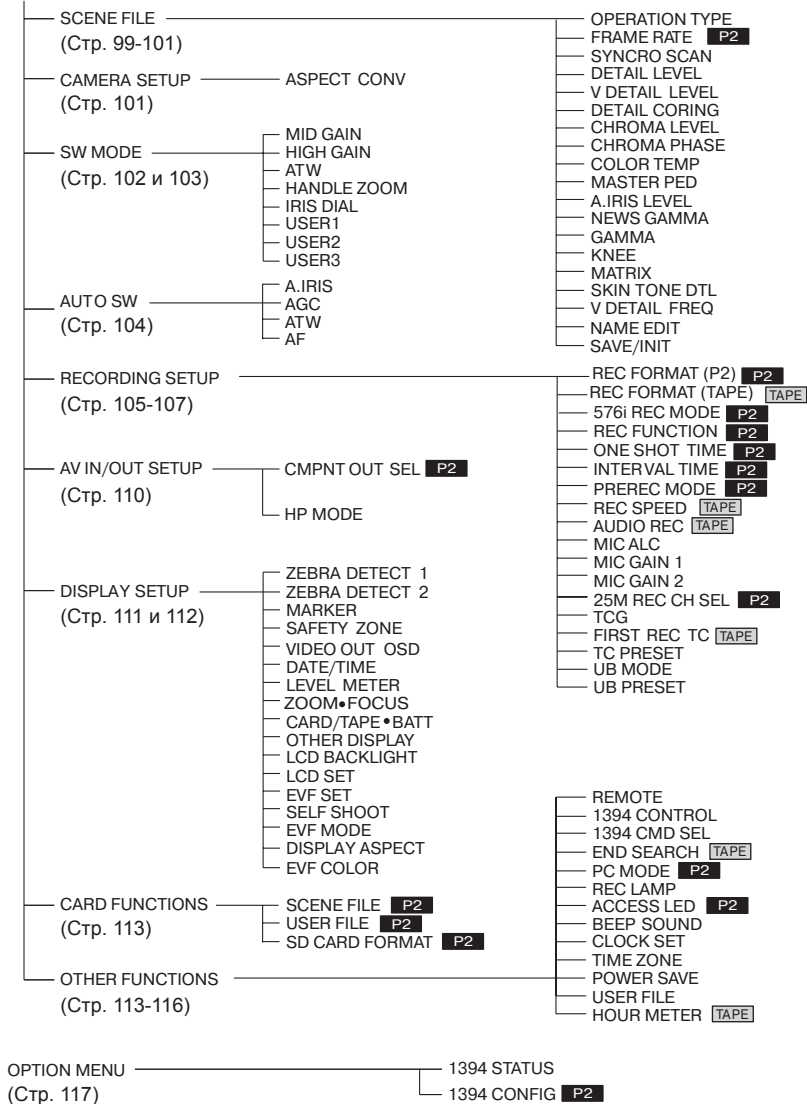 SCENE FILE
(Стр. 99-101)
OPERATION TYPE
FRAME RATE P2
SYNCRO SCAN
DETAIL LEVEL
V DETAIL LEVEL
DETAIL CORING
CHROMA LEVEL
CHROMA PHASE
COLOR TEMP
MASTER PED
A.IRIS LEVEL
NEWS GAMMA
GAMMA
KNEE
MATRIX
SKIN TONE DTL
V DETAIL FREQ
NAME EDIT
SAVE/INIT
CAMERA SETUP
(Стр. 101)
ASPECT CONV
SW MODE
(Стр. 102 и 103)
MID GAIN
HIGH GAIN
ATW
HANDLE ZOOM
IRIS DIAL
USER1
USER2
USER3
AUTO SW
(Стр. 104)
A.IRIS
AGC
ATW
AF
RECORDING SETUP
(Стр. 105-107)
REC FORMAT (P2) P2
REC FORMAT (TAPE) TAPE
576i REC MODE P2
REC FUNCTION P2
ONE SHOT TIME P2
INTERVAL TIME P2
PREREC MODE P2
REC SPEED TAPE
AUDIO REC TAPE
MIC ALC
MIC GAIN 1
MIC GAIN 2
25M REC CH SEL P2
TCG
FIRST REC TC TAPE
TC PRESET
UB MODE
UB PRESET
AV IN/OUT SETUP
(Стр. 110)
CMPNT OUT SEL P2
HP MODE
DISPLAY SETUP
(Стр. 111 и 112)
ZEBRA DETECT 1
ZEBRA DETECT 2
MARKER
SAFETY ZONE
VIDEO OUT OSD
DATE/TIME
LEVEL METER
ZOOM•FOCUS
CARD/TAPE•BATT
OTHER DISPLAY
LCD BACKLIGHT
LCD SET
EVF SET
SELF SHOOT
EVF MODE
DISPLAY ASPECT
EVF COLOR
CARD FUNCTIONS
(Стр. 113)
SCENE FILE P2
USER FILE P2
SD CARD FORMAT P2
OTHER FUNCTIONS
(Стр. 113-116)
REMOTE
1394 CONTROL
1394 CMD SEL
END SEARCH TAPE
PC MODE P2
REC LAMP
ACCESS LED P2
BEEP SOUND
CLOCK SET
TIME ZONE
POWER SAVE
USER FILE
HOUR METER TAPE
OPTION MENU
(Стр. 117)
1394 STATUS
1394 CONFIG P2